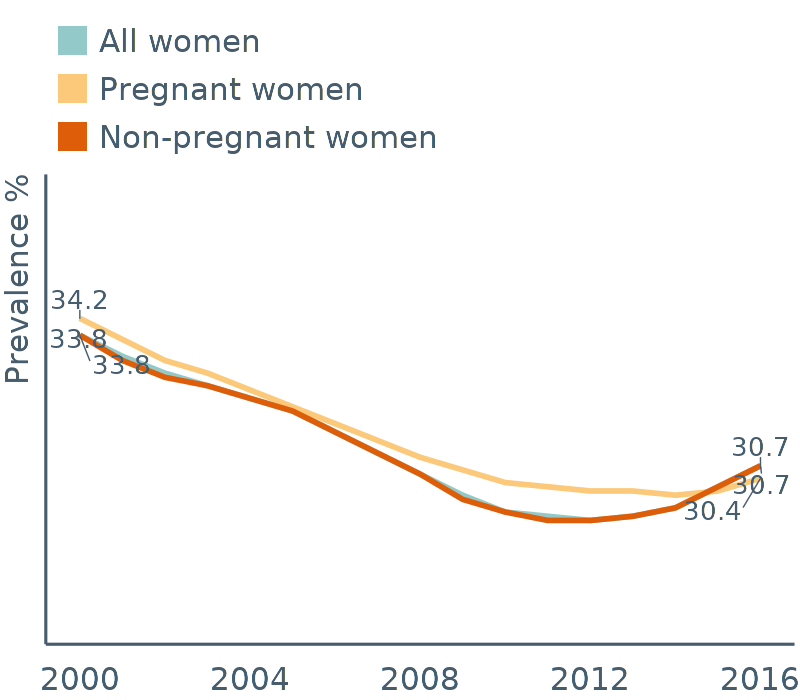 All women
Pregnant women
Non-pregnant women
Prevalence %
34.2
33.8
33.8
30.7
30.7
30.4
2000 2004 2008 2012 2016